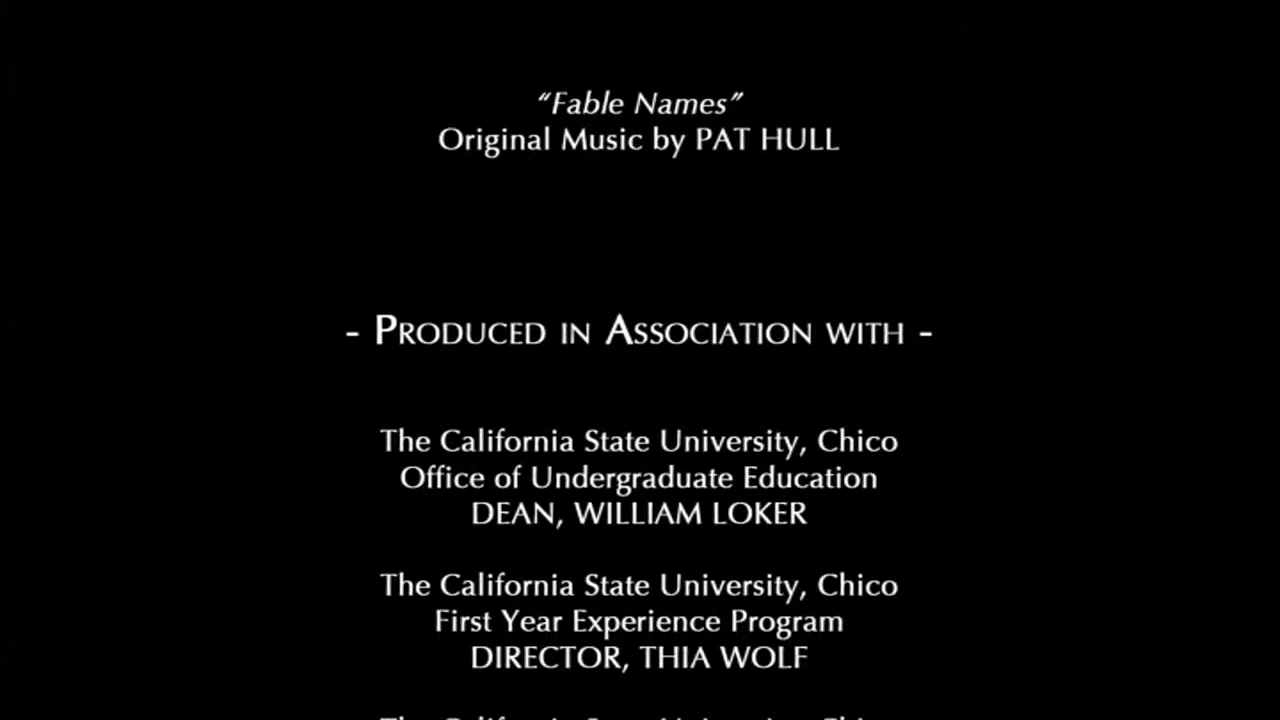 “Fable Names”
Original Music by PAT HULL
- PRODUCED IN ASSOCIATION WITH -
The California State University, Chico
Office of Undergraduate Education
DEAN, WILLIAM LOKER
The California State University, Chico
First Year Experience Program
DIRECTOR, THIA WOLF